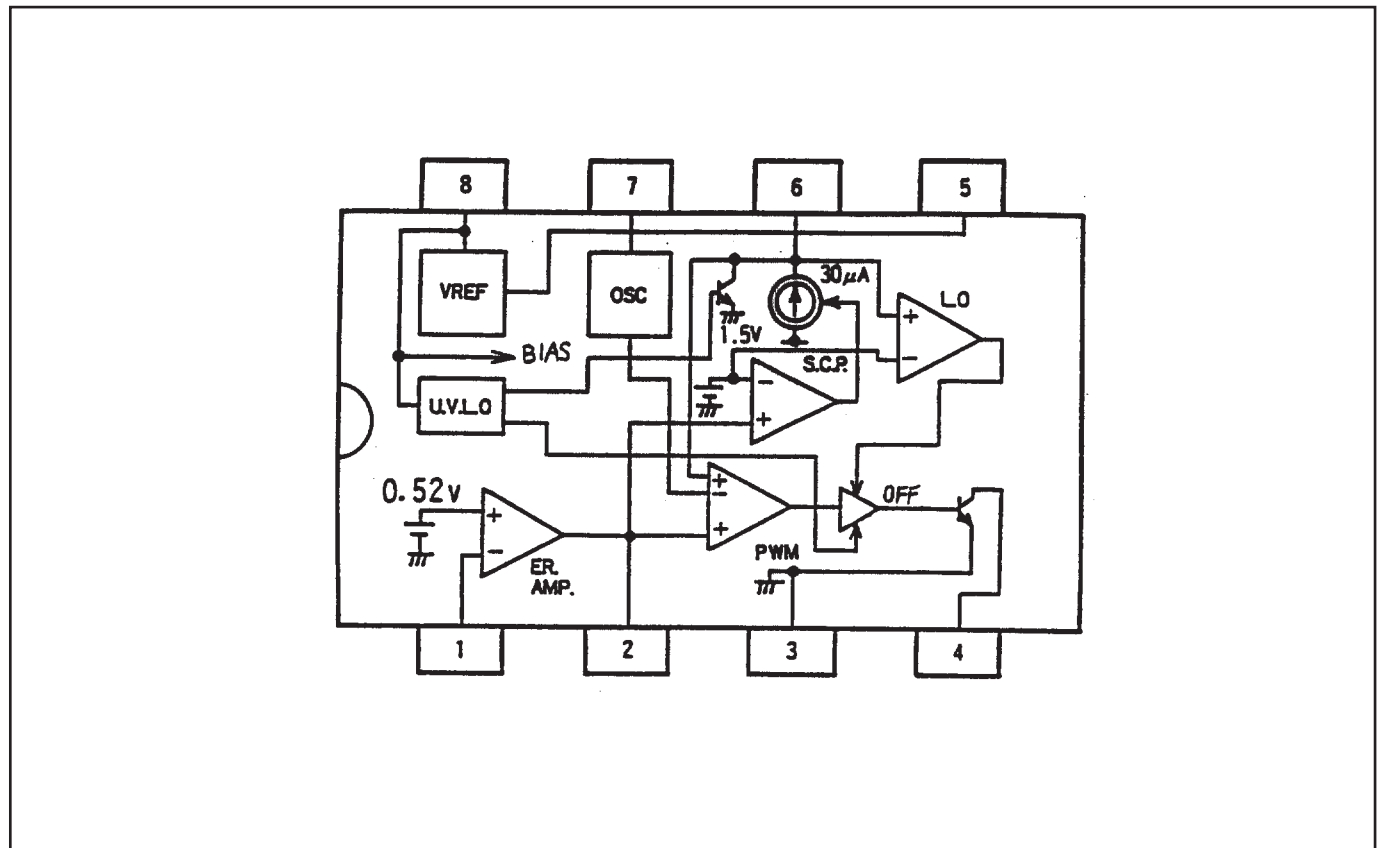 8 7 6 5
VREF
OSC
30μA
L.O
1.5V
BIAS
S.C.P.
U.V.L.O
+
−
−
+
0.52v
+
−
+
−
+
OFF
ER.
AMP.
PWM
1 2 3 4